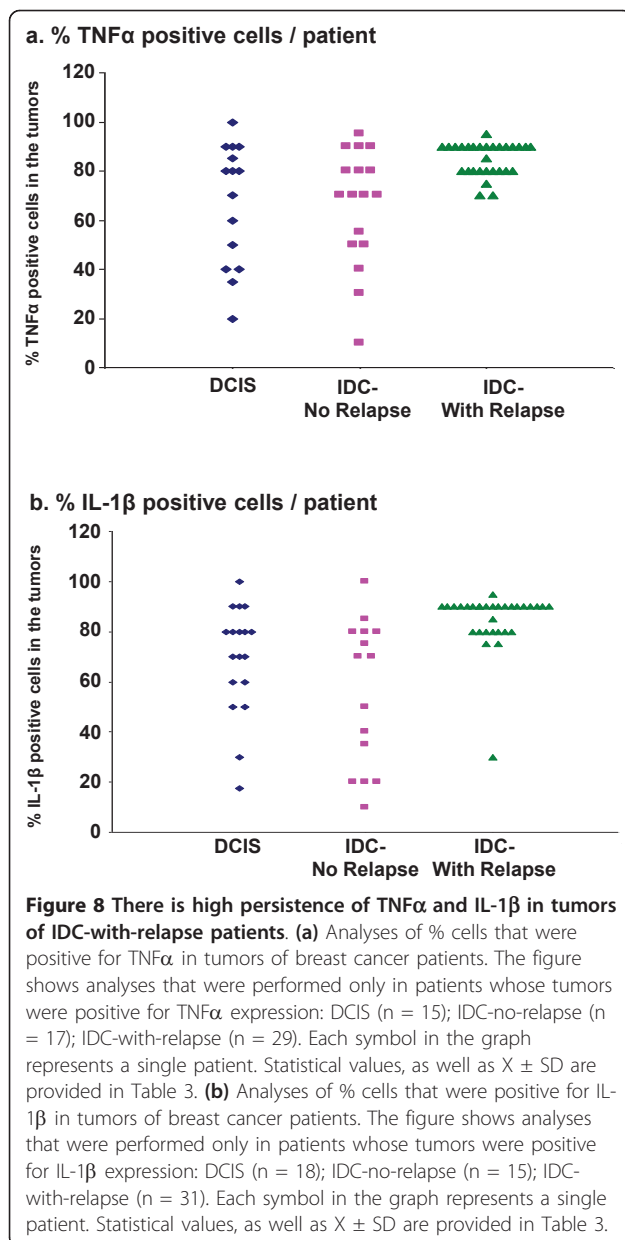 a. % TNFα positive cells / patient
% TNFα positive cells in the tumors
120
100
80
60
40
20
0
DCIS
IDC-
No Relapse
IDC-
With Relapse
b. % IL-1β positive cells / patient
% IL-1β positive cells in the tumors
120
100
80
60
40
20
0
DCIS
IDC-
No Relapse
IDC-
With Relapse
Figure 8 There is high persistence of TNFα and IL-1β in tumors
of IDC-with-relapse patients. (a) Analyses of % cells that were
positive for TNFα in tumors of breast cancer patients. The figure
shows analyses that were performed only in patients whose tumors
were positive for TNFα expression: DCIS (n = 15); IDC-no-relapse (n
= 17); IDC-with-relapse (n = 29). Each symbol in the graph
represents a single patient. Statistical values, as well as X ± SD are
provided in Table 3. (b) Analyses of % cells that were positive for IL-
1β in tumors of breast cancer patients. The figure shows analyses
that were performed only in patients whose tumors were positive
for IL-1β expression: DCIS (n = 18); IDC-no-relapse (n = 15); IDC-
with-relapse (n = 31). Each symbol in the graph represents a single
patient. Statistical values, as well as X ± SD are provided in Table 3.